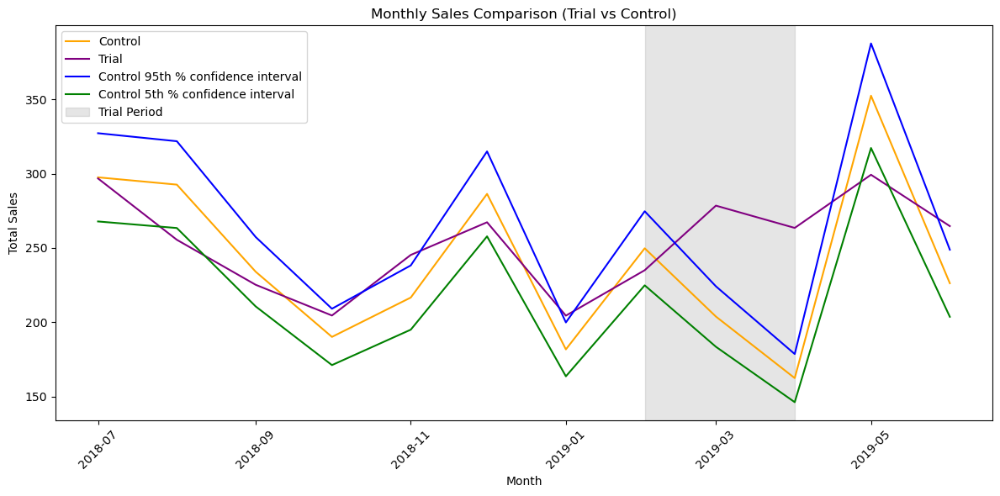 Monthly Sales Comparison (Trial vs Control)
Control
Trial
Control 95th % confidence interval
Control 5th % confidence interval
Trial Period
Total Sales
350
300
250
200
150
2018-07
2018-09
2018-11
2019-01
2019-03
2019-05
Month